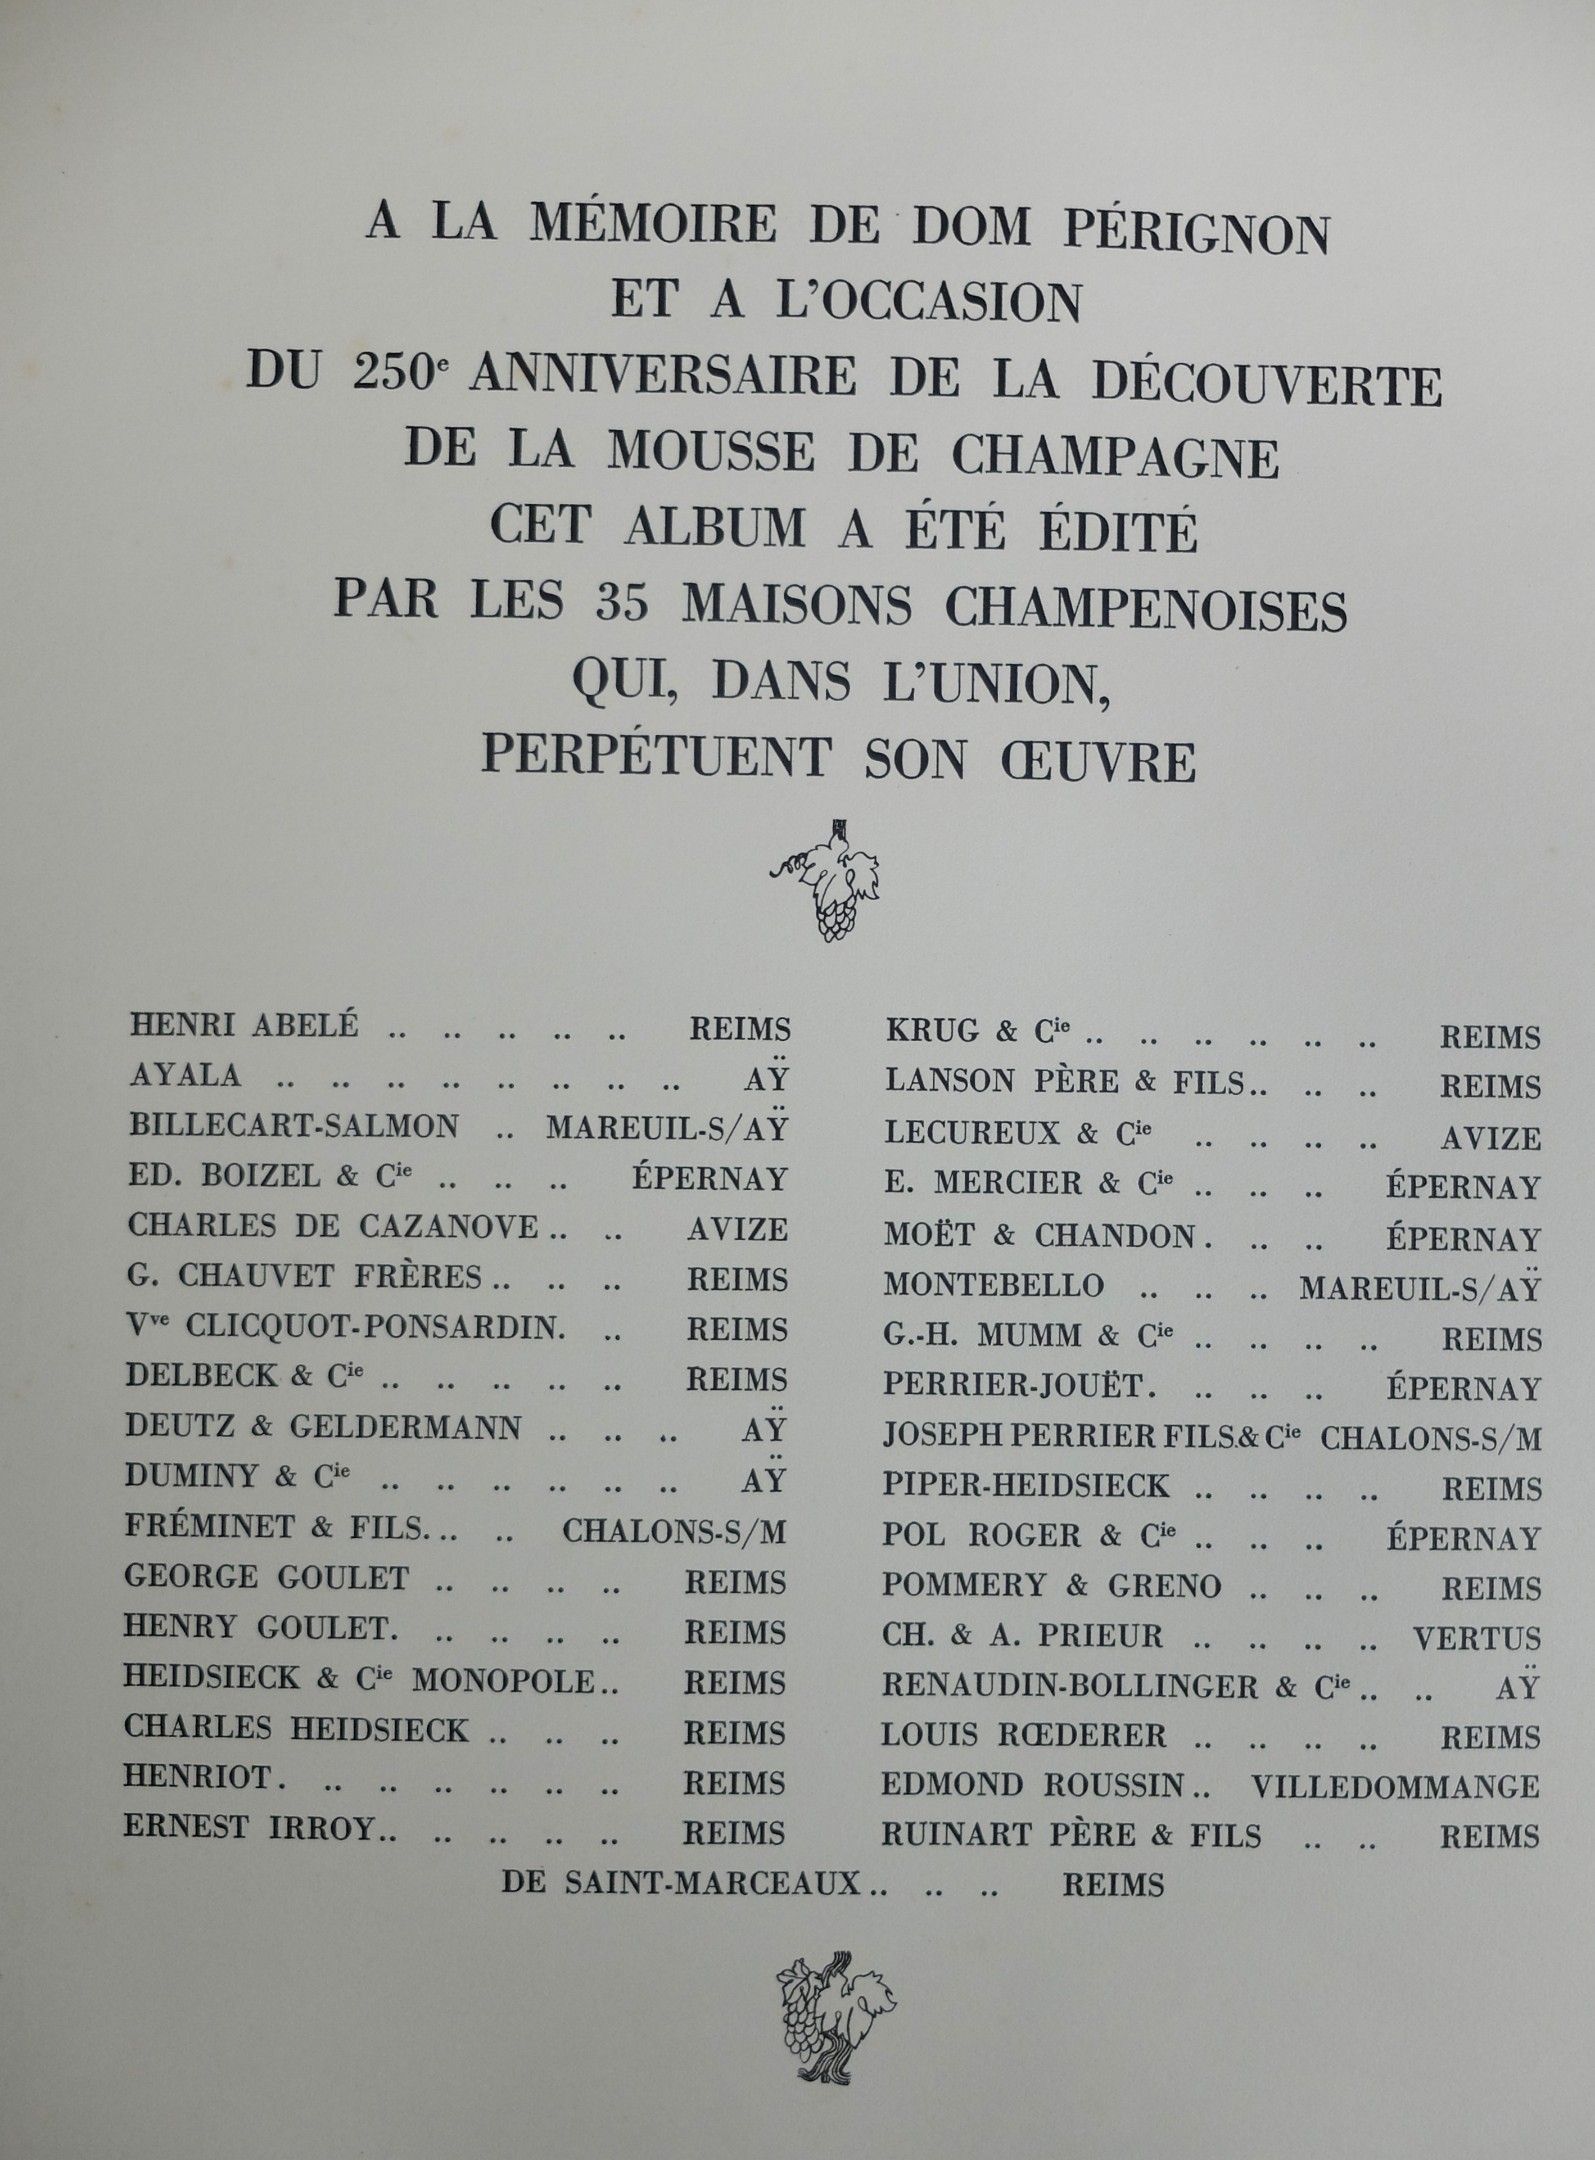 A LA MÉMOIRE DE DOM PÉRIGNON
ET A L'OCCASION
DU 250e ANNIVERSAIRE DE LA DÉCOUVERTE
DE LA MOUSSE DE CHAMPAGNE
CET ALBUM A ÉTÉ ÉDITÉ
PAR LES 35 MAISONS CHAMPENOISES
QUI, DANS L'UNION,
PERPÉTUENT SON ŒUVRE
HENRI ABELÉ .. .. .. .. .. REIMS
AYALA .. .. .. .. .. .. .. .. AŸ
BILLECART-SALMON .. MAREUIL-S/AŸ
ED. BOIZEL & Cie .. .. .. ÉPERNAY
CHARLES DE CAZANOVE .. .. AVIZE
G. CHAUVET FRÈRES .. .. .. REIMS
Vve CLICQUOT-PONSARDIN. .. REIMS
DELBECK & Cie .. .. .. .. .. REIMS
DEUTZ & GELDERMANN .. .. .. AŸ
DUMINY & Cie .. .. .. .. .. .. AŸ
FRÉMINET & FILS. .. .. CHALONS-S/M
GEORGE GOULET .. .. .. .. REIMS
HENRY GOULET. .. .. .. .. REIMS
HEIDSIECK & Cie MONOPOLE .. REIMS
CHARLES HEIDSIECK .. .. .. REIMS
HENRIOT. .. .. .. .. .. .. REIMS
ERNEST IRROY .. .. .. .. .. REIMS
KRUG & Cie .. .. .. .. .. .. REIMS
LANSON PÈRE & FILS .. .. .. REIMS
LECUREUX & Cie .. .. .. .. AVIZE
E. MERCIER & Cie .. .. .. ÉPERNAY
MOËT & CHANDON . .. .. ÉPERNAY
MONTEBELLO .. .. .. MAREUIL-S/AŸ
G.-H. MUMM & Cie .. .. .. .. REIMS
PERRIER-JOUËT. .. .. .. ÉPERNAY
JOSEPH PERRIER FILS.& Cie CHALONS-S/M
PIPER-HEIDSIECK .. .. .. .. REIMS
POL ROGER & Cie .. .. .. ÉPERNAY
POMMERY & GRENO .. .. .. REIMS
CH. & A. PRIEUR .. .. .. .. VERTUS
RENAUDIN-BOLLINGER & Cie .. .. AŸ
LOUIS RŒDERER .. .. .. .. REIMS
EDMOND ROUSSIN .. VILLEDOMMANGE
RUINART PÈRE & FILS .. .. REIMS
DE SAINT-MARCEAUX .. .. .. REIMS